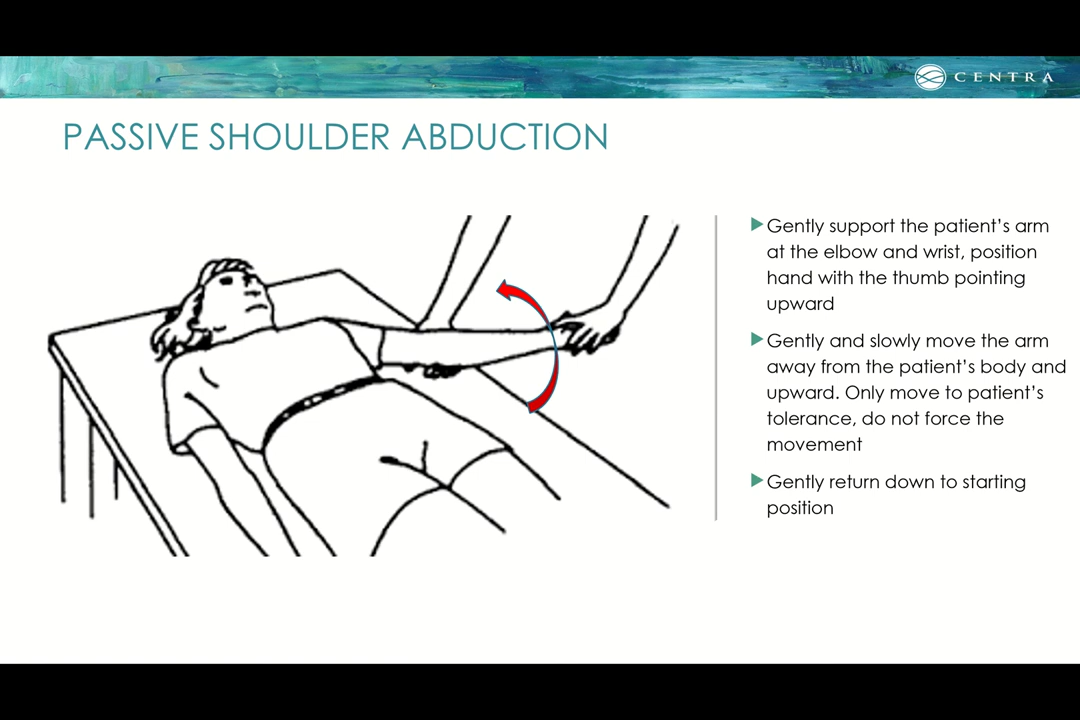 CENTRA
PASSIVE SHOULDER ABDUCTION
Gently support the patient’s arm
at the elbow and wrist, position
hand with the thumb pointing
upward
Gently and slowly move the arm
away from the patient’s body and
upward. Only move to patient’s
tolerance, do not force the
movement
Gently return down to starting
position